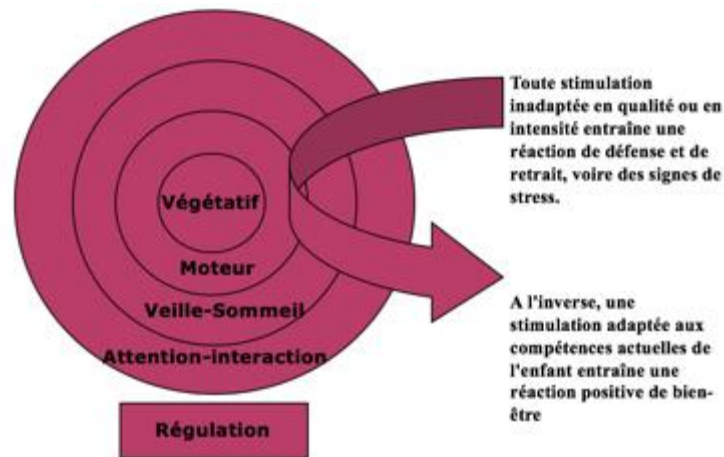 Végétatif
Moteur
Veille-Sommeil
Attention-interaction
Régulation
Toute stimulation
inadaptée en qualité ou en
intensité entraîne une
réaction de défense et de
retrait, voire des signes de
stress.
A l'inverse, une
stimulation adaptée aux
compétences actuelles de
l'enfant entraîne une
réaction positive de bien-
être